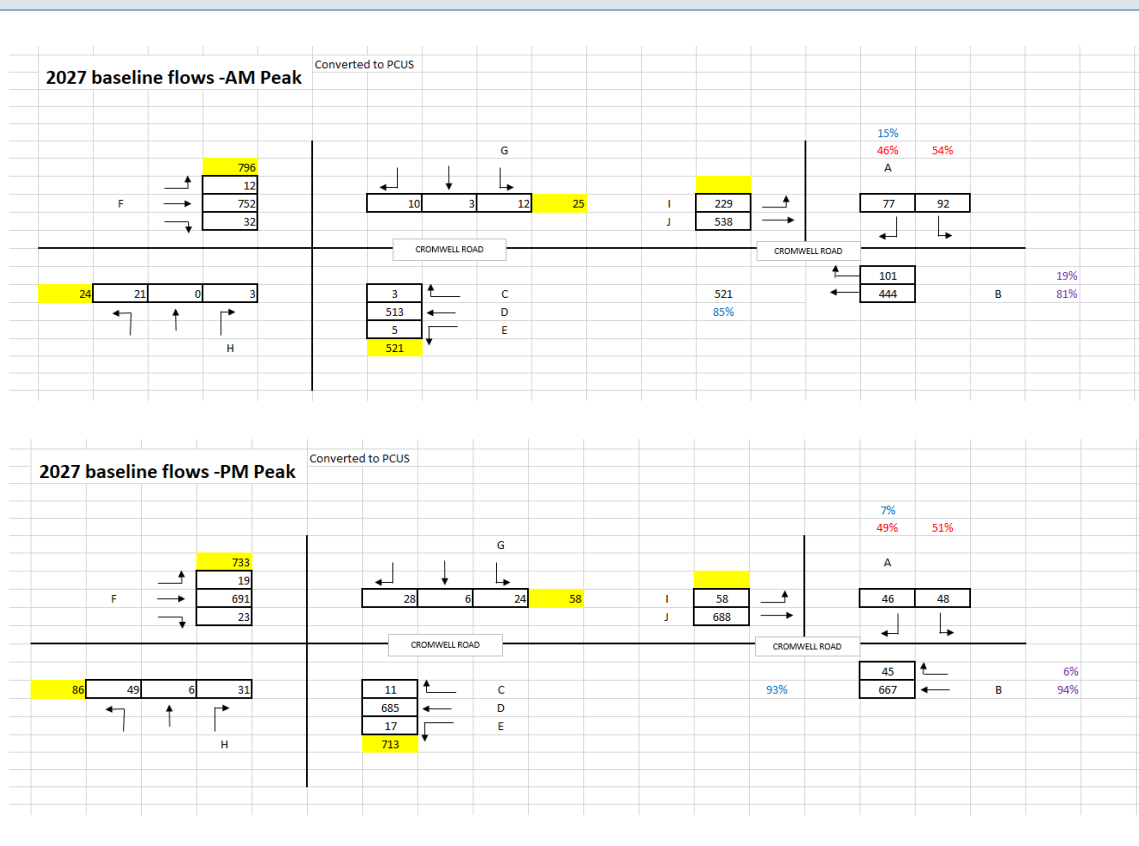 Converted to PCUS
2027 baseline flows -AM Peak
15%
G 46% 54%
796 A
12
F 752 10 3 12 25 I 229 77 92
32 J 538
CROMWELL ROAD CROMWELL ROAD
101 19%
24 21 0 3 3 C 521 444 B 81%
513 D 85%
5 E
H 521
Converted to PCUS
2027 baseline flows -PM Peak
7%
49% 51%
G
733 A
19
F 691 28 6 24 58 I 58 46 48
23 J 688
CROMWELL ROAD CROMWELL ROAD
45 6%
86 49 6 31 11 C 93% 667 B 94%
685 D
17 E
H 713